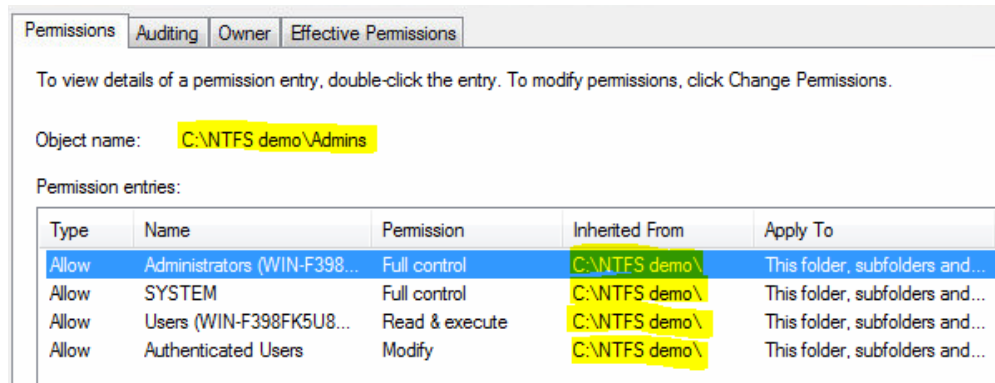 Permissions Auditing Owner Effective Permissions
To view details of a permission entry, double-click the entry. To modify permissions, click Change Permissions.
Object name: C:\NTFS demo\Admins
Permission entries:
Type Name Permission Inherited From Apply To
Allow Administrators (WIN-F398... Full control C:\NTFS demo\ This folder, subfolders and...
Allow SYSTEM Full control C:\NTFS demo\ This folder, subfolders and...
Allow Users (WIN-F398FK5U8... Read & execute C:\NTFS demo\ This folder, subfolders and...
Allow Authenticated Users Modify C:\NTFS demo\ This folder, subfolders and...